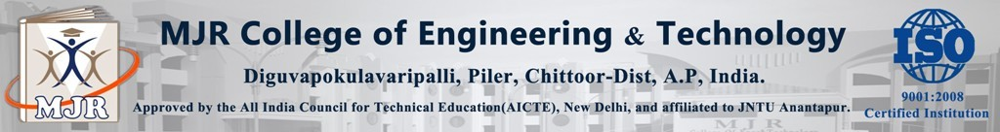 MJR
MJR College of Engineering & Technology
Diguvapokulavaripalli, Piler, Chittoor-Dist, A.P, India.
Approved by the All India Council for Technical Education(AICTE), New Delhi, and affiliated to JNTU Anantapur.
ISO
9001:2008
Certified Institution
MJR